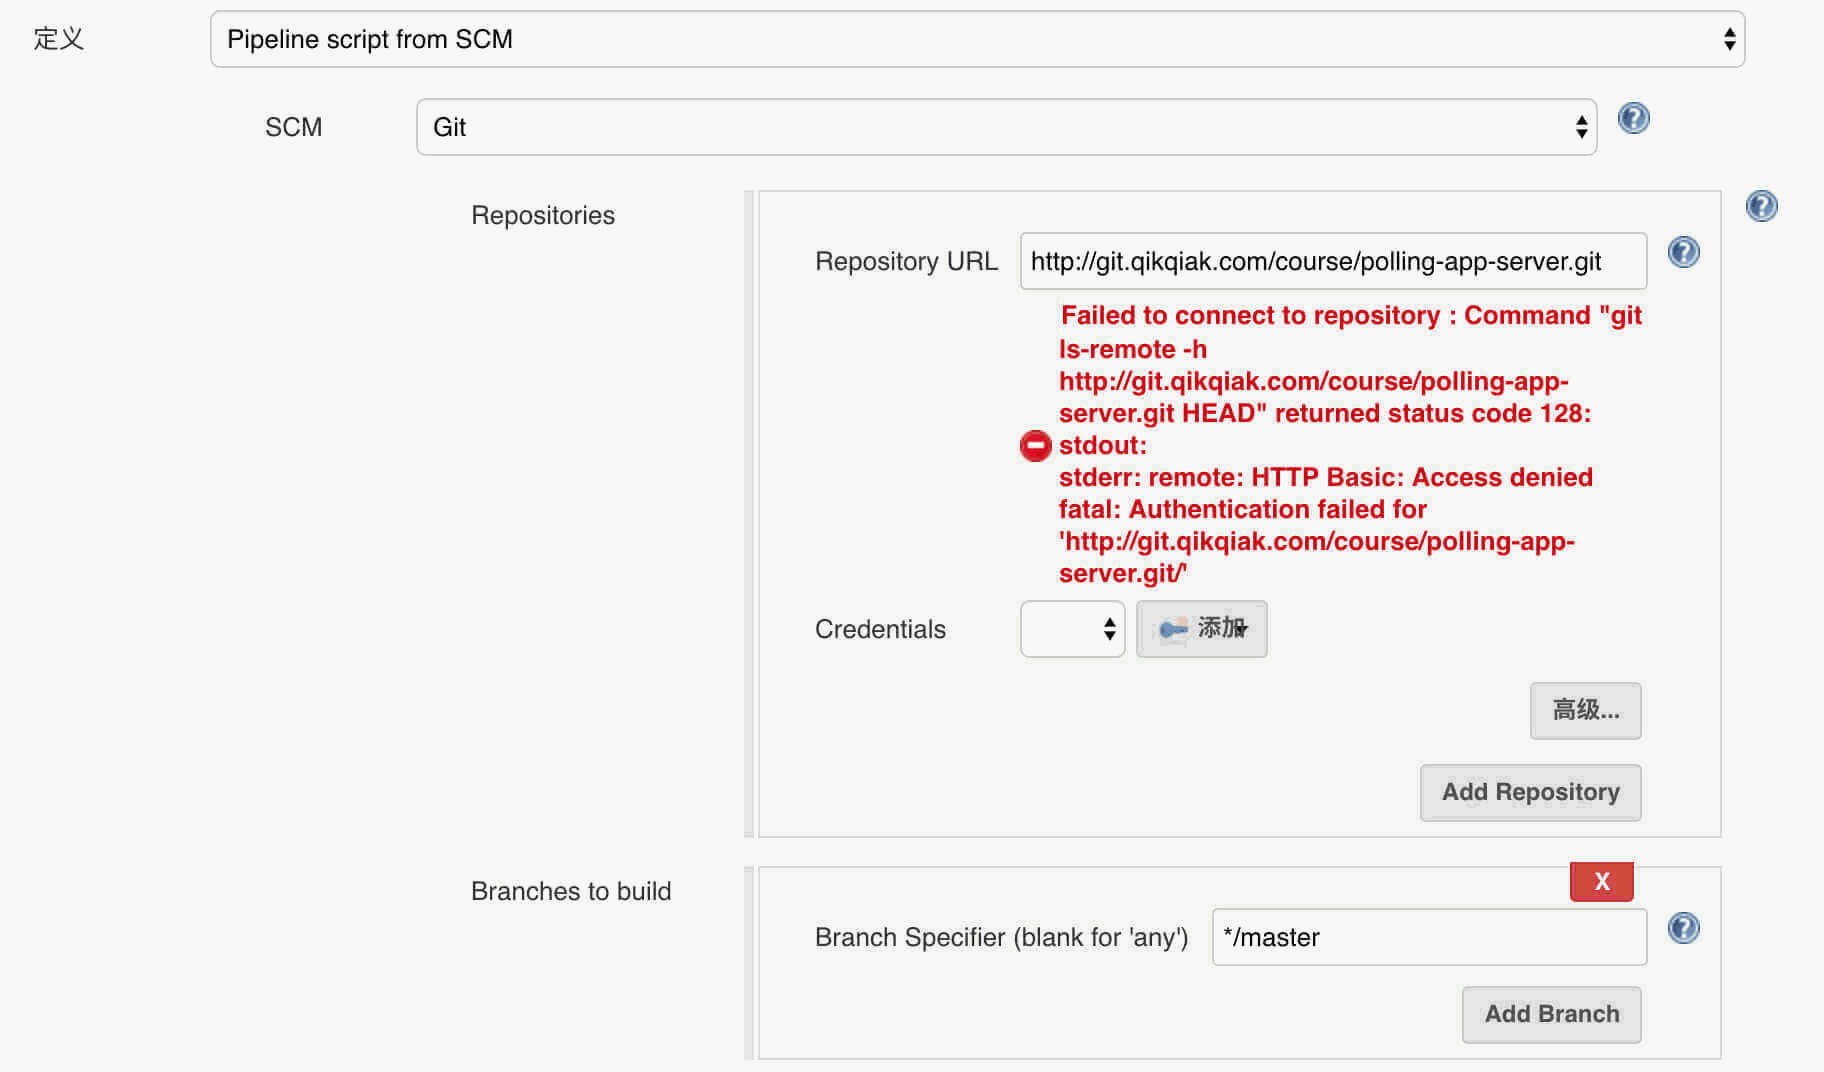 定义
Pipeline script from SCM
SCM
Git
Repositories
Repository URL
http://git.qikqiak.com/course/polling-app-server.git
Failed to connect to repository : Command "git
ls-remote -h
http://git.qikqiak.com/course/polling-app-
server.git HEAD" returned status code 128:
stdout:
stderr: remote: HTTP Basic: Access denied
fatal: Authentication failed for
'http://git.qikqiak.com/course/polling-app-
server.git/'
Credentials
添加
高级...
Add Repository
Branches to build
X
Branch Specifier (blank for 'any')
*/master
Add Branch